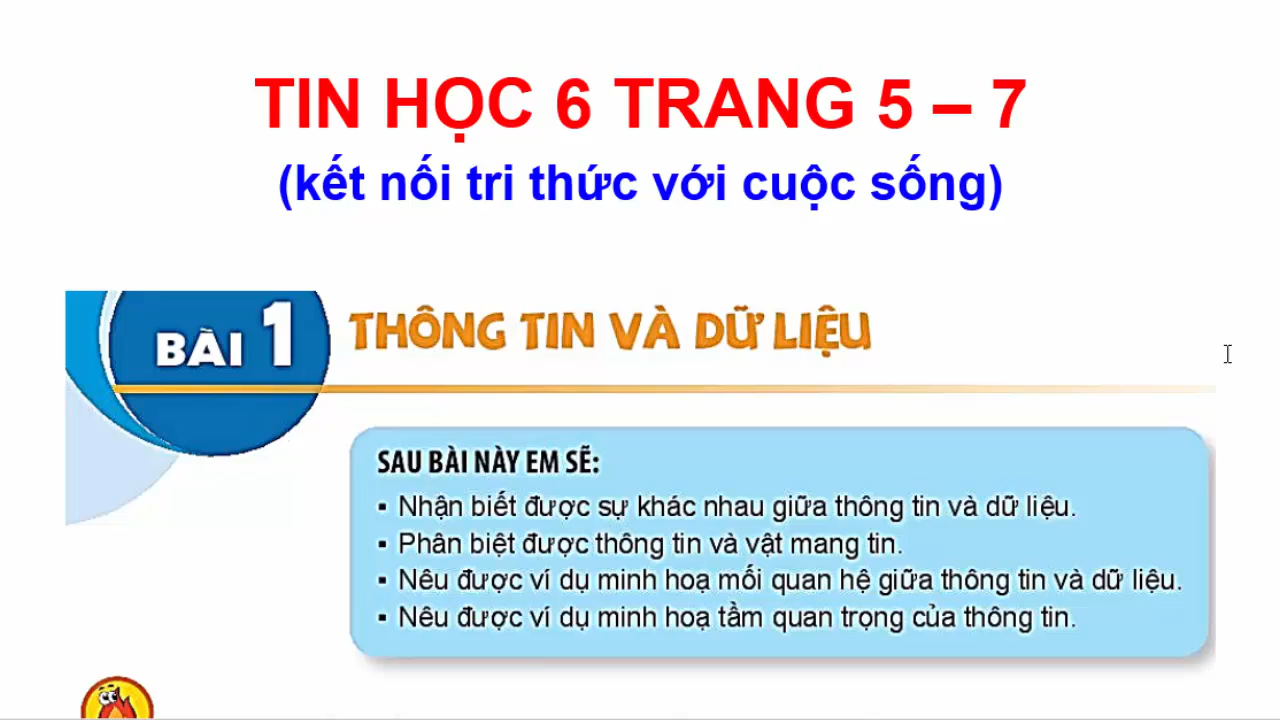 TIN HỌC 6 TRANG 5 – 7
(kết nối tri thức với cuộc sống)
BÀI 1
THÔNG TIN VÀ DỮ LIỆU
SAU BÀI NÀY EM SẼ:
▪ Nhận biết được sự khác nhau giữa thông tin và dữ liệu.
▪ Phân biệt được thông tin và vật mang tin.
▪ Nêu được ví dụ minh hoạ mối quan hệ giữa thông tin và dữ liệu.
▪ Nêu được ví dụ minh hoạ tầm quan trọng của thông tin.